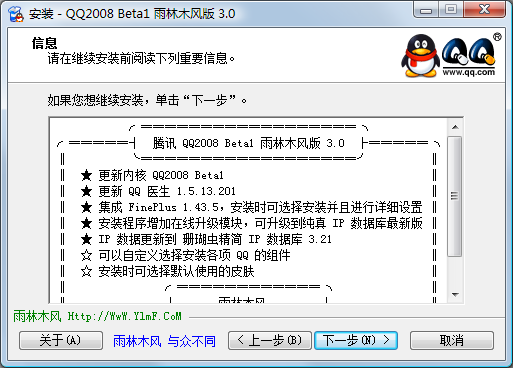 安装 - QQ2008 Beta1 雨林木风版 3.0
信息
请在继续安装前阅读下列重要信息。
www.qq.com
如果您想继续安装，单击“下一步”。
腾讯 QQ2008 Beta1 雨林木风版 3.0
★ 更新内核 QQ2008 Beta1
★ 更新 QQ 医生 1.5.13.201
★ 集成 FinePlus 1.43.5，安装时可选择安装并且进行详细设置
★ 安装程序增加在线升级模块，可升级到纯真 IP 数据库最新版
★ IP 数据更新到 珊瑚虫精简 IP 数据库 3.21
☆ 可以自定义选择安装各项 QQ 的组件
☆ 安装时可选择默认使用的皮肤
雨林木风
雨林木风 Http://WwW.YlmF.CoM
关于(A)
雨林木风 与众不同
< 上一步(B)
下一步(N) >
取消